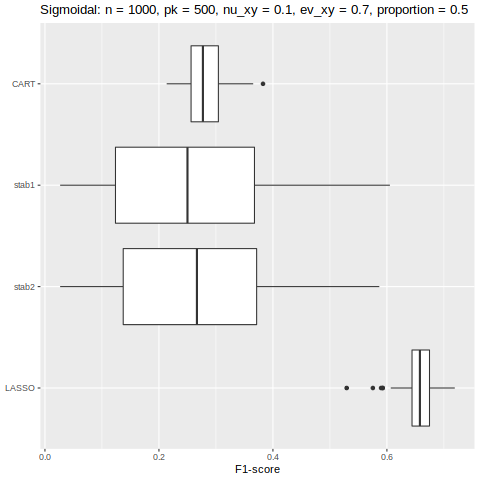 Sigmoidal: n = 1000, pk = 500, nu_xy = 0.1, ev_xy = 0.7, proportion = 0.5
CART
stab1
stab2
LASSO
0.0 0.2 0.4 0.6
F1-score